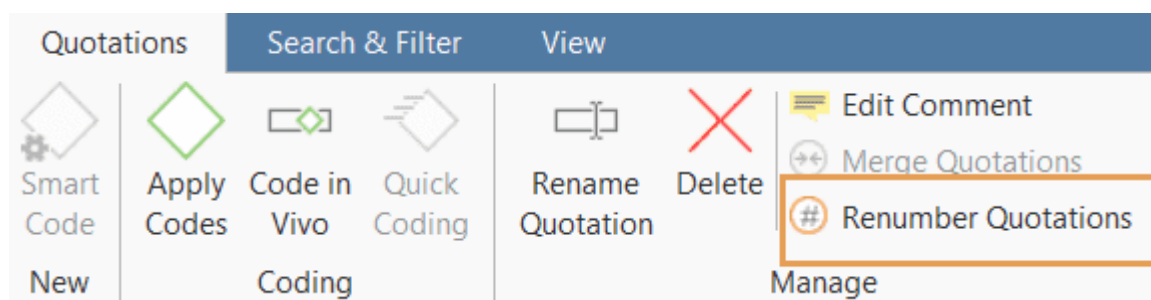 Quotations Search & Filter View
Smart Code
Apply Codes
Code in Vivo
Quick Coding
Rename Quotation
Delete
Edit Comment
Merge Quotations
# Renumber Quotations
New Coding Manage